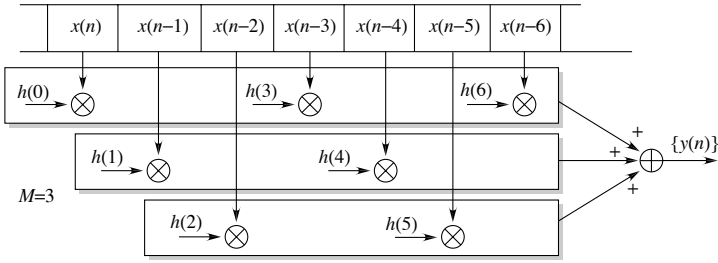 x(n) x(n−1) x(n−2) x(n−3) x(n−4) x(n−5) x(n−6)
h(0) h(3) h(6)
+
{y(n)}
h(1) h(4) +
M=3
+
h(2) h(5)